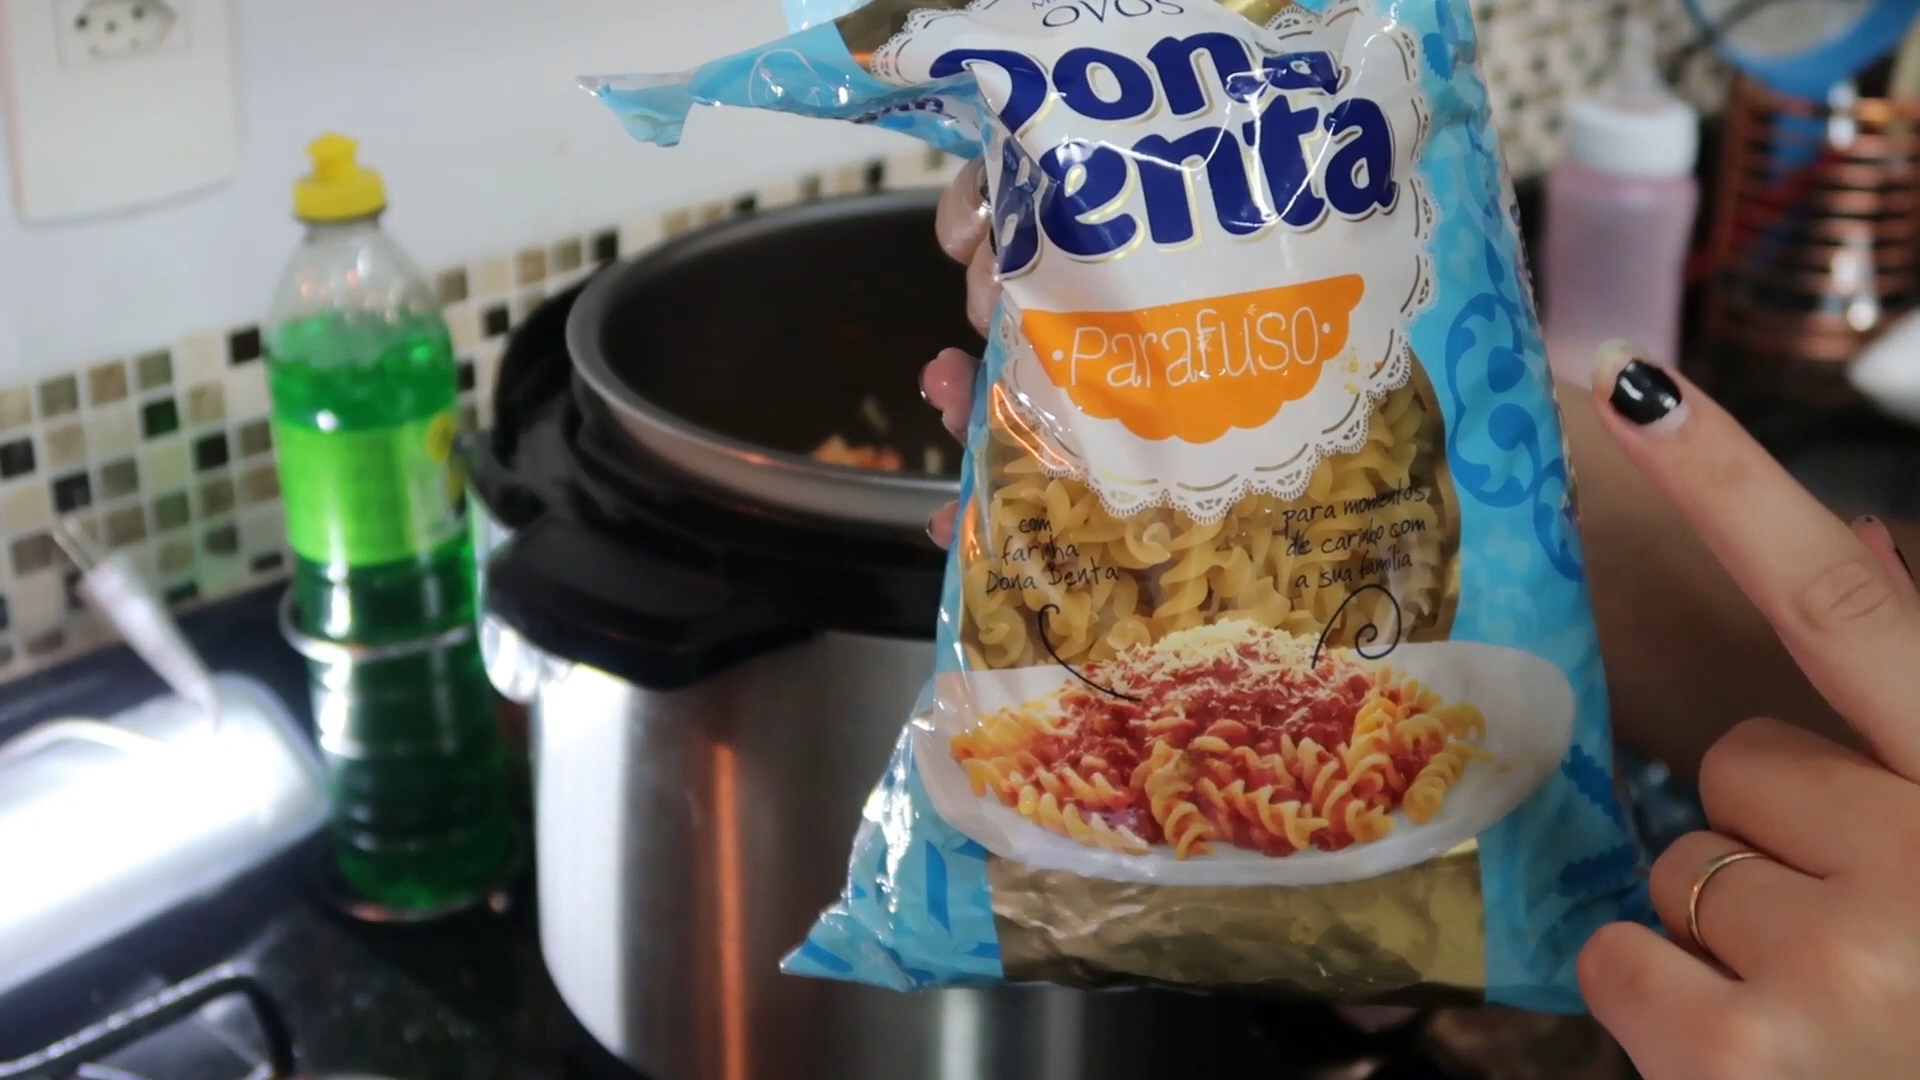 OVOS
Dona
Benta
Parafuso
com
farinha
Dona Benta
para momentos
de carinho com
a sua família